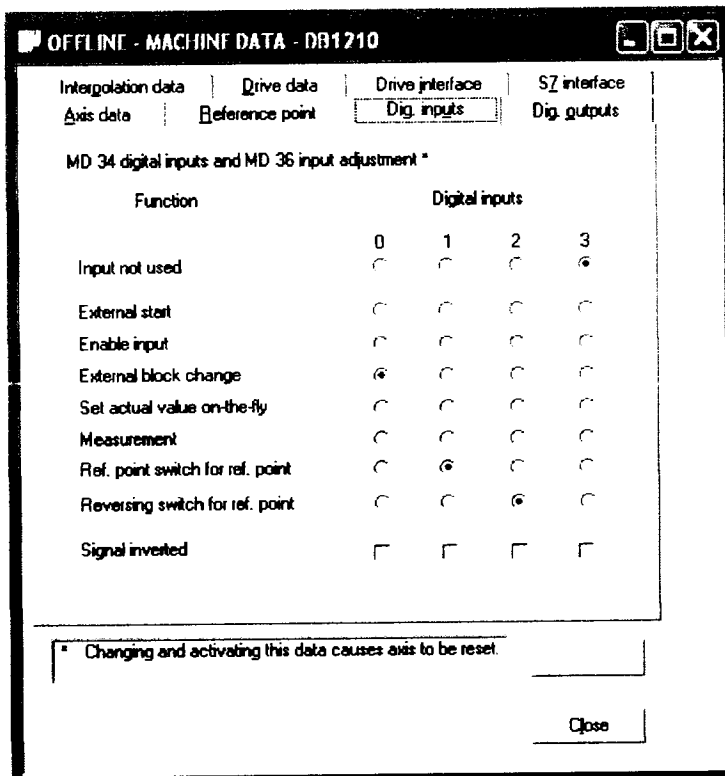 OFFLINE - MACHINE DATA - DB1210
Interpolation data Drive data Drive interface S7 interface
Axis data Reference point Dig. inputs Dig. outputs
MD 34 digital inputs and MD 36 input adjustment *
Function Digital inputs
0 1 2 3
Input not used
External start
Enable input
External block change
Set actual value on-the-fly
Measurement
Ref. point switch for ref. point
Reversing switch for ref. point
Signal inverted
* Changing and activating this data causes axis to be reset.
Close